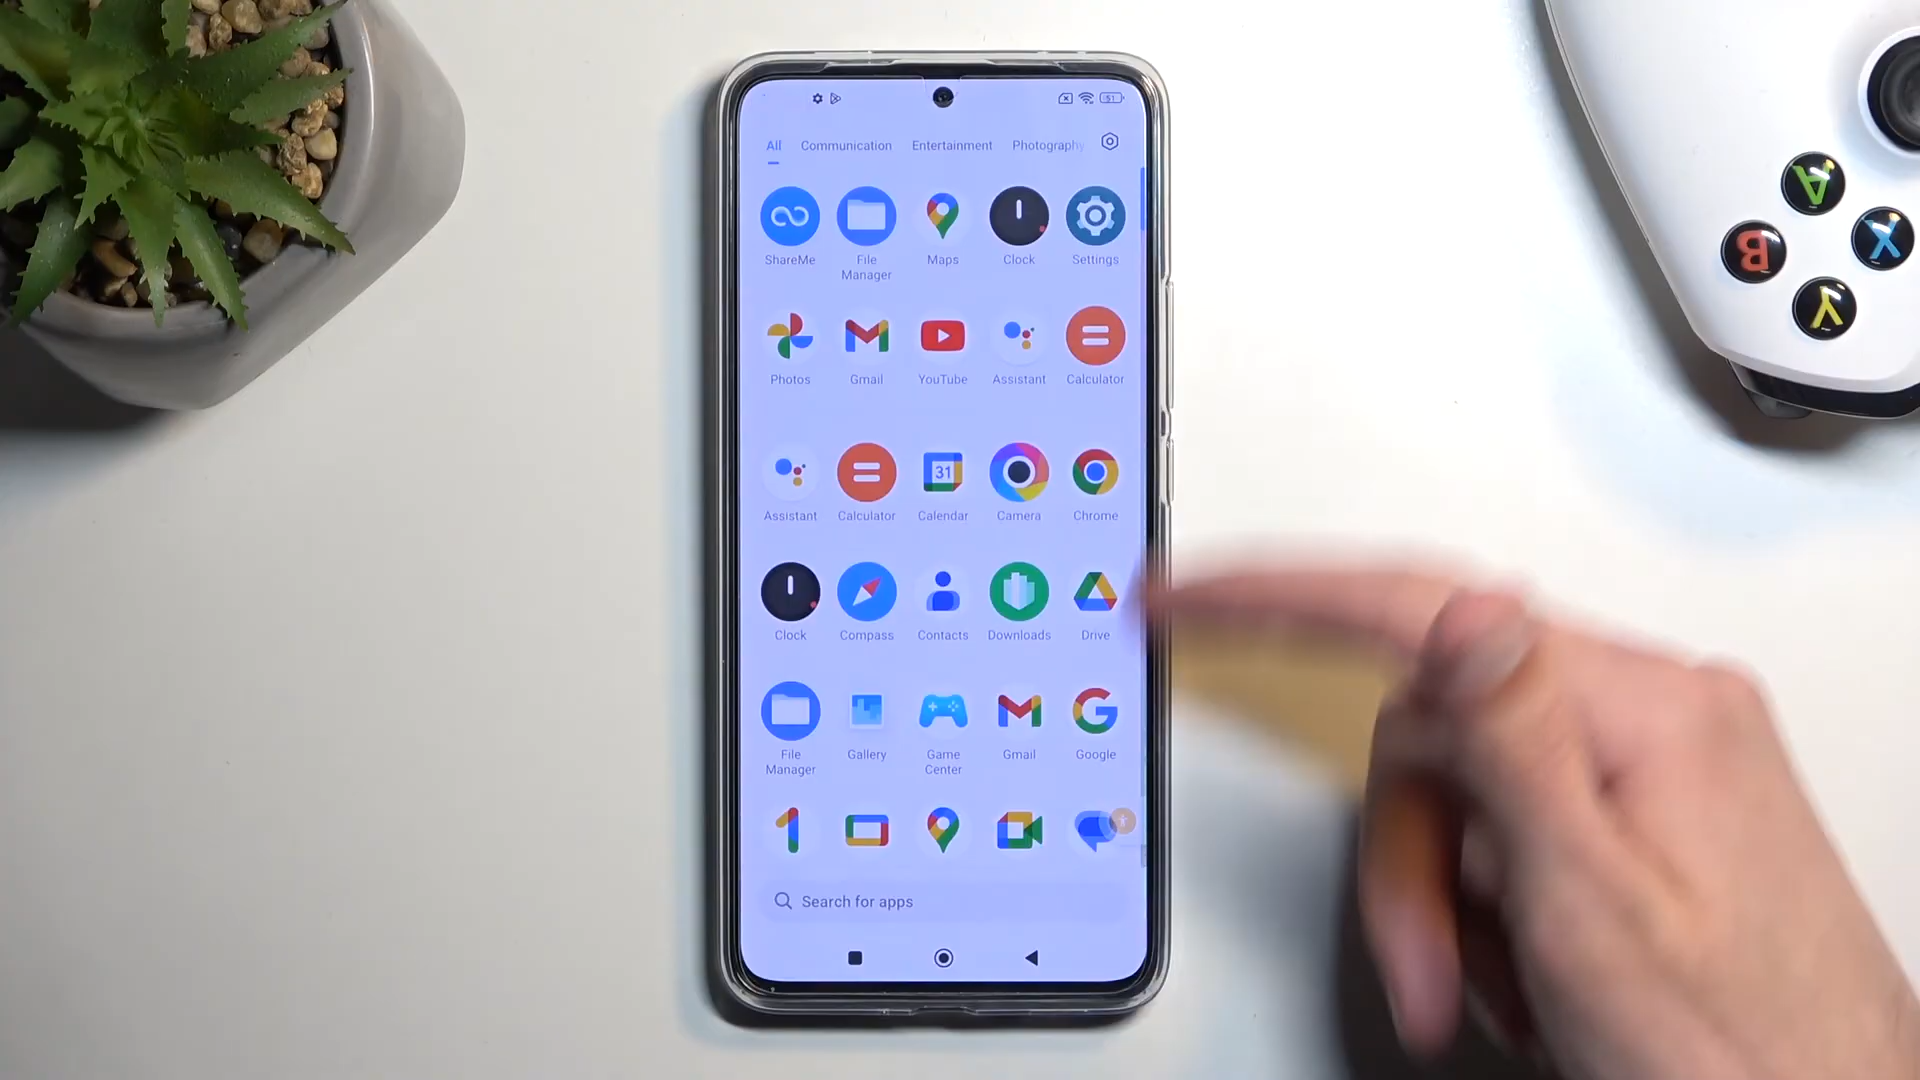 51
All Communication Entertainment Photography
ShareMe File Manager Maps Clock Settings
Photos Gmail YouTube Assistant Calculator
31
Assistant Calculator Calendar Camera Chrome
Clock Compass Contacts Downloads Drive
File Manager Gallery Game Center Gmail Google
Search for apps
A
B
X
Y